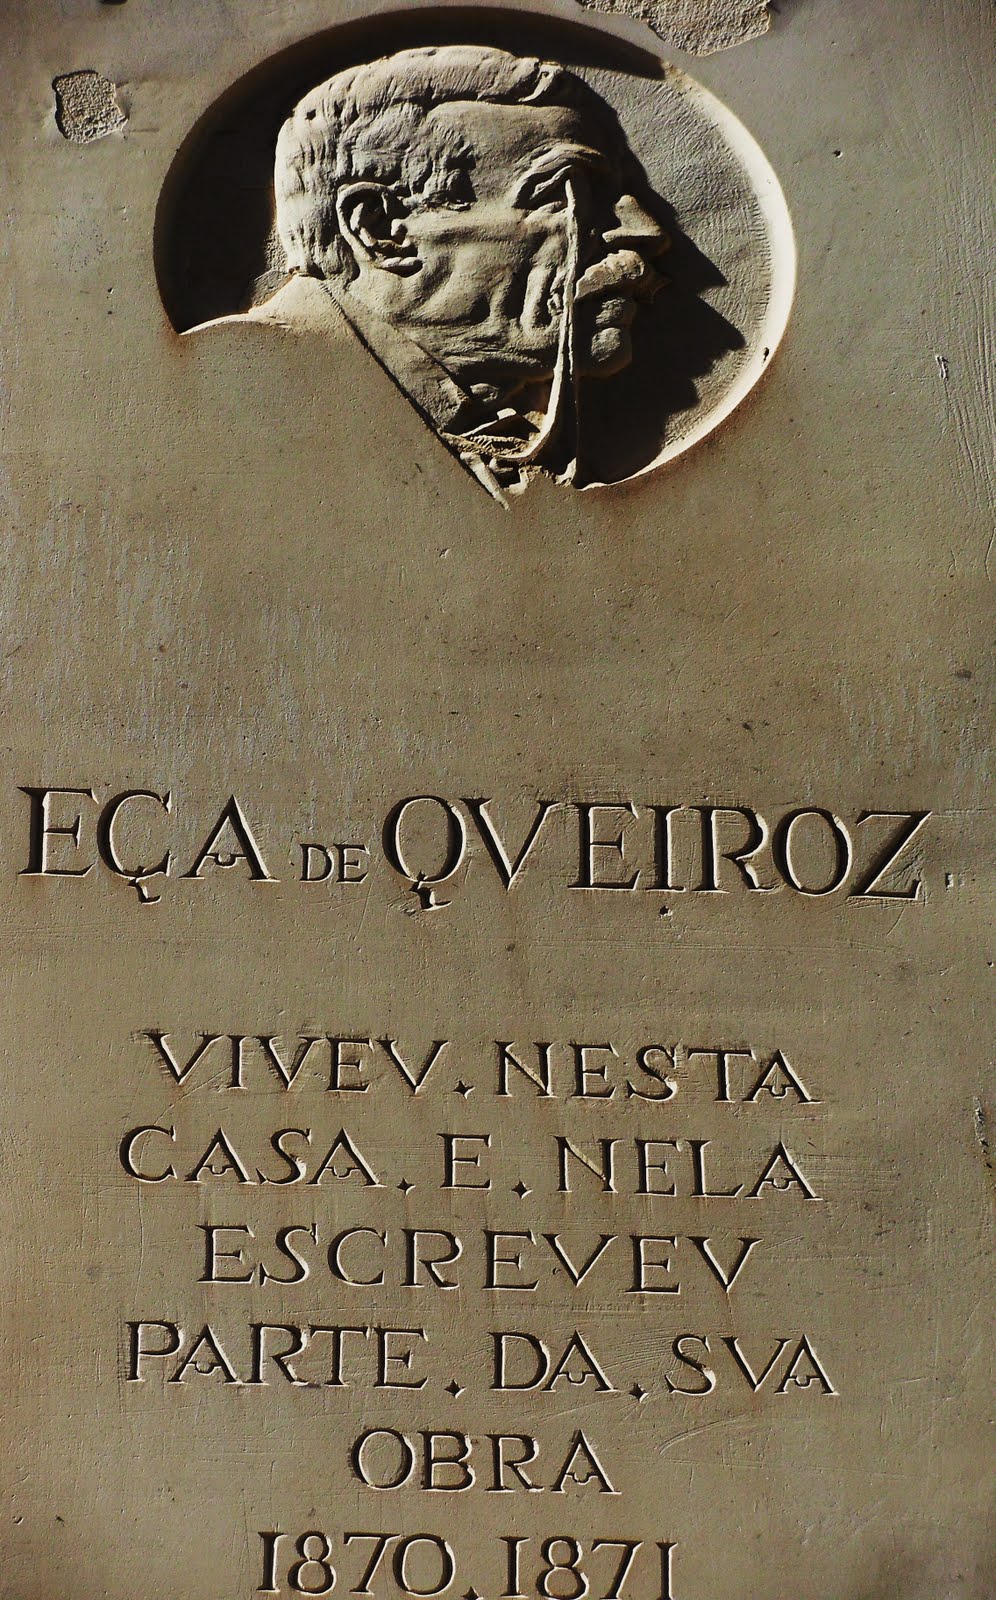 EÇA DE QVEIROZ
VIVEV . NESTA
CASA . E . NELA
ESCREVEV
PARTE . DA . SVA
OBRA
1870 . 1871